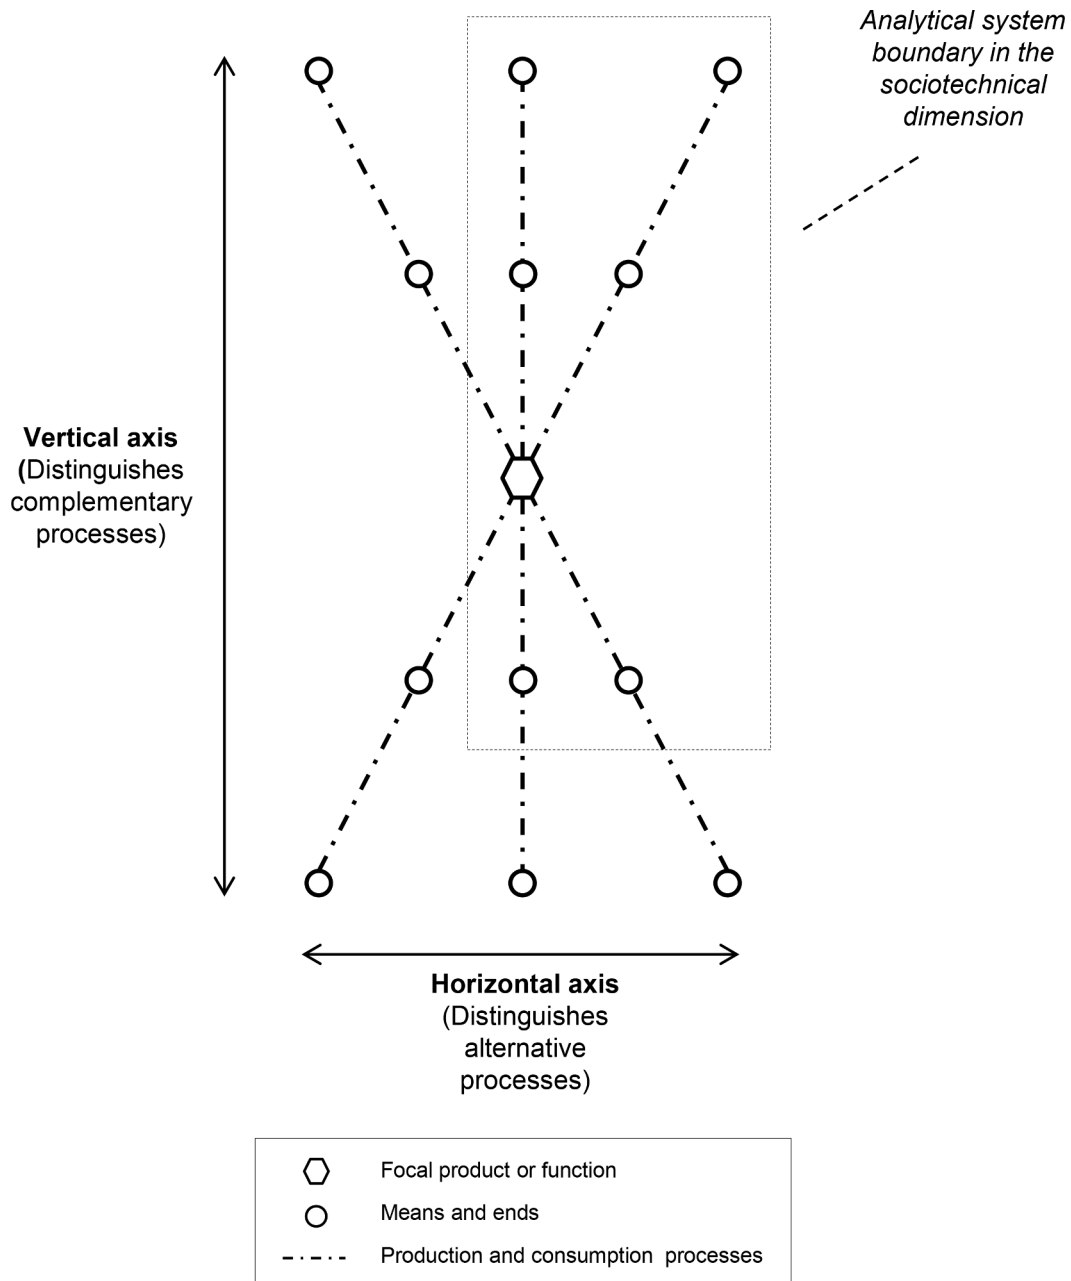 Analytical system
boundary in the
sociotechnical
dimension
Vertical axis
(Distinguishes
complementary
processes)
Horizontal axis
(Distinguishes
alternative
processes)
Focal product or function
Means and ends
Production and consumption processes